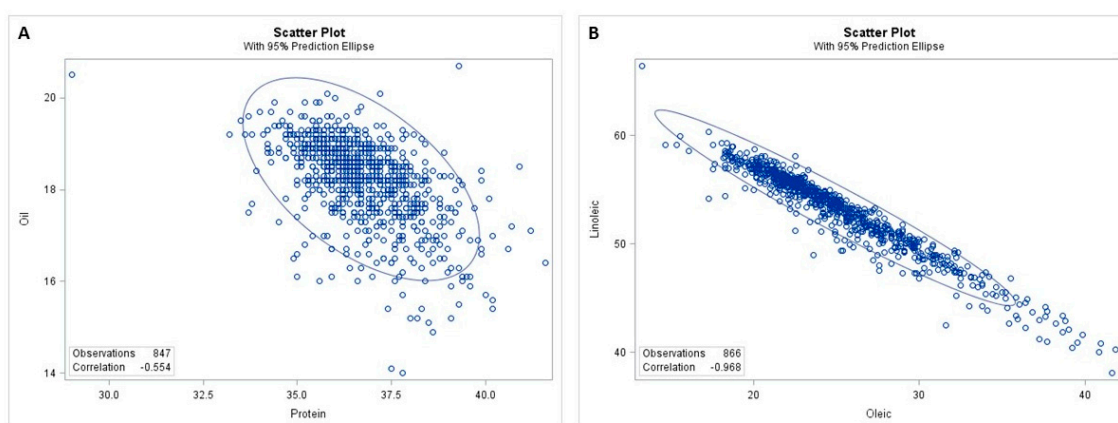 A
Scatter Plot
With 95% Prediction Ellipse
20
18
16
14
Oil
Observations 847
Correlation -0.554
30.0 32.5 35.0 37.5 40.0
Protein
B
Scatter Plot
With 95% Prediction Ellipse
60
50
40
Linoleic
Observations 866
Correlation -0.968
20 30 40
Oleic